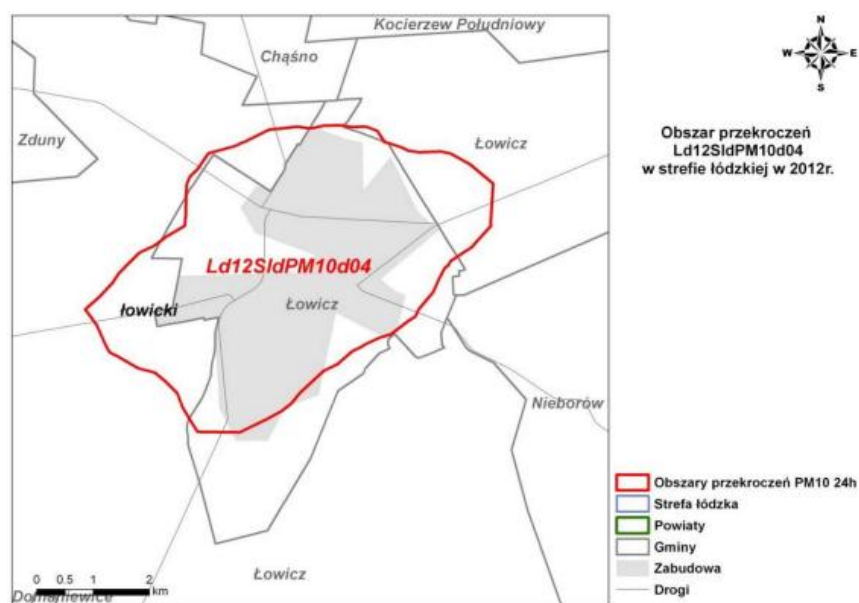 Kocierzew Południowy
Chąśno
Zduny
Łowicz
Ld12SldPM10d04
łowicki
Łowicz
Nieborów
Łowicz
Domaniewice
0 0.5 1 2
km
N
W E
S
Obszar przekroczeń
Ld12SldPM10d04
w strefie łódzkiej w 2012r.
Obszary przekroczeń PM10 24h
Strefa łódzka
Powiaty
Gminy
Zabudowa
Drogi